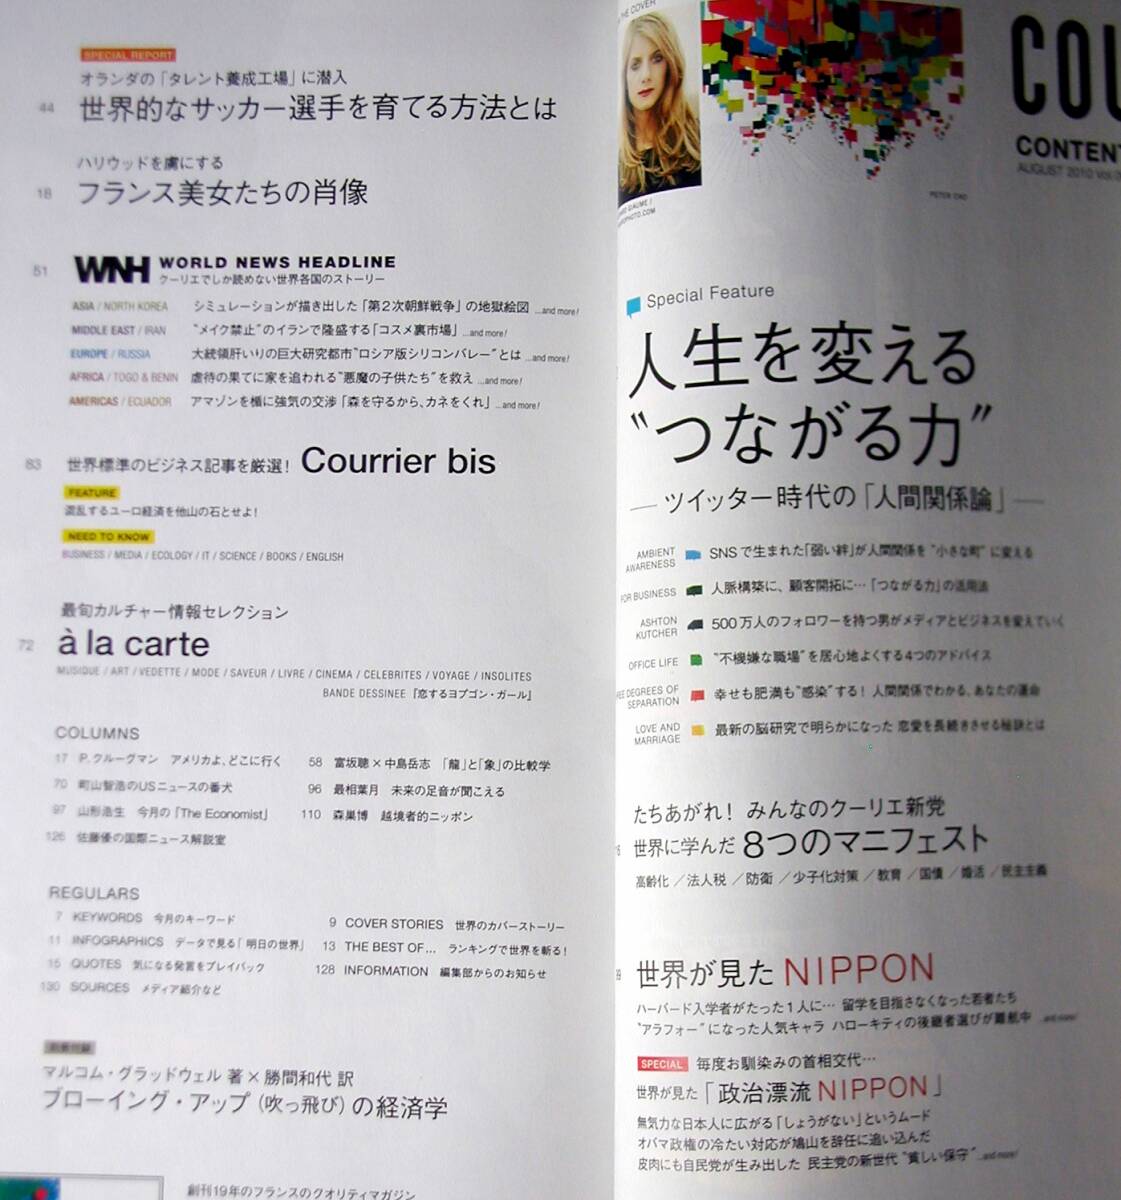 SPECIAL REPORT
オランダの「タレント養成工場」に潜入
44 世界的なサッカー選手を育てる方法とは
ハリウッドを虜にする
18 フランス美女たちの肖像
51 WNH WORLD NEWS HEADLINE
クーリエでしか読めない世界各国のストーリー
ASIA / NORTH KOREA シミュレーションが描き出した「第2次朝鮮戦争」の地獄絵図 ...and more!
MIDDLE EAST / IRAN “メイク禁止”のイランで隆盛する「コスメ裏市場」 ...and more!
EUROPE / RUSSIA 大統領肝いりの巨大研究都市“ロシア版シリコンバレー”とは ...and more!
AFRICA / TOGO & BENIN 虐待の果てに家を追われる“悪魔の子供たち”を救え ...and more!
AMERICAS / ECUADOR アマゾンを楯に強気の交渉「森を守るから、カネをくれ」 ...and more!
83 世界標準のビジネス記事を厳選! Courrier bis
FEATURE
混乱するユーロ経済を他山の石とせよ!
NEED TO KNOW
BUSINESS / MEDIA / ECOLOGY / IT / SCIENCE / BOOKS / ENGLISH
最旬カルチャー情報セレクション
72 à la carte
MUSIQUE / ART / VEDETTE / MODE / SAVEUR / LIVRE / CINEMA / CELEBRITES / VOYAGE / INSOLITES
BANDE DESSINEE『恋するヨプゴン・ガール』
COLUMNS
17 P.クルーグマン アメリカよ、どこに行く
70 町山智浩のUSニュースの番犬
97 山形浩生 今月の「The Economist」
126 佐藤優の国際ニュース解説室
58 富坂聰×中島岳志 「龍」と「象」の比較学
96 最相葉月 未来の足音が聞こえる
110 森巣博 越境者的ニッポン
REGULARS
7 KEYWORDS 今月のキーワード
11 INFOGRAPHICS データで見る「明日の世界」
15 QUOTES 気になる発言をプレイバック
130 SOURCES メディア紹介など
9 COVER STORIES 世界のカバーストーリー
13 THE BEST OF... ランキングで世界を斬る!
128 INFORMATION 編集部からのお知らせ
マルコム・グラッドウェル 著×勝間和代 訳
ブローイング・アップ(吹っ飛び)の経済学
創刊19年のフランスのクオリティマガジン
THE COVER
PETER CHO
COU
CONTENT
AUGUST 2010
Special Feature
人生を変える
“つながる力”
―ツイッター時代の「人間関係論」―
AMBIENT AWARENESS SNSで生まれた「弱い絆」が人間関係を“小さな町”に変える
FOR BUSINESS 人脈構築に、顧客開拓に…「つながる力」の活用法
ASHTON KUTCHER 500万人のフォロワーを持つ男がメディアとビジネスを変えていく
OFFICE LIFE “不機嫌な職場”を居心地よくする4つのアドバイス
DEGREES OF SEPARATION 幸せも肥満も“感染”する! 人間関係でわかる、あなたの運命
LOVE AND MARRIAGE 最新の脳研究で明らかになった 恋愛を長続きさせる秘訣とは
たちあがれ! みんなのクーリエ新党
世界に学んだ 8つのマニフェスト
高齢化/法人税/防衛/少子化対策/教育/国債/婚活/民主主義
世界が見た NIPPON
ハーバード入学者がたった1人に… 留学を目指さなくなった若者たち
“アラフォー”になった人気キャラ ハローキティの後継者選びが難航中 ...and more!
SPECIAL 毎度お馴染みの首相交代…
世界が見た「政治漂流NIPPON」
無気力な日本人に広がる「しょうがない」というムード
オバマ政権の冷たい対応が鳩山を辞任に追い込んだ
皮肉にも自民党が生み出した 民主党の新世代“貧しい保守” ...and more!